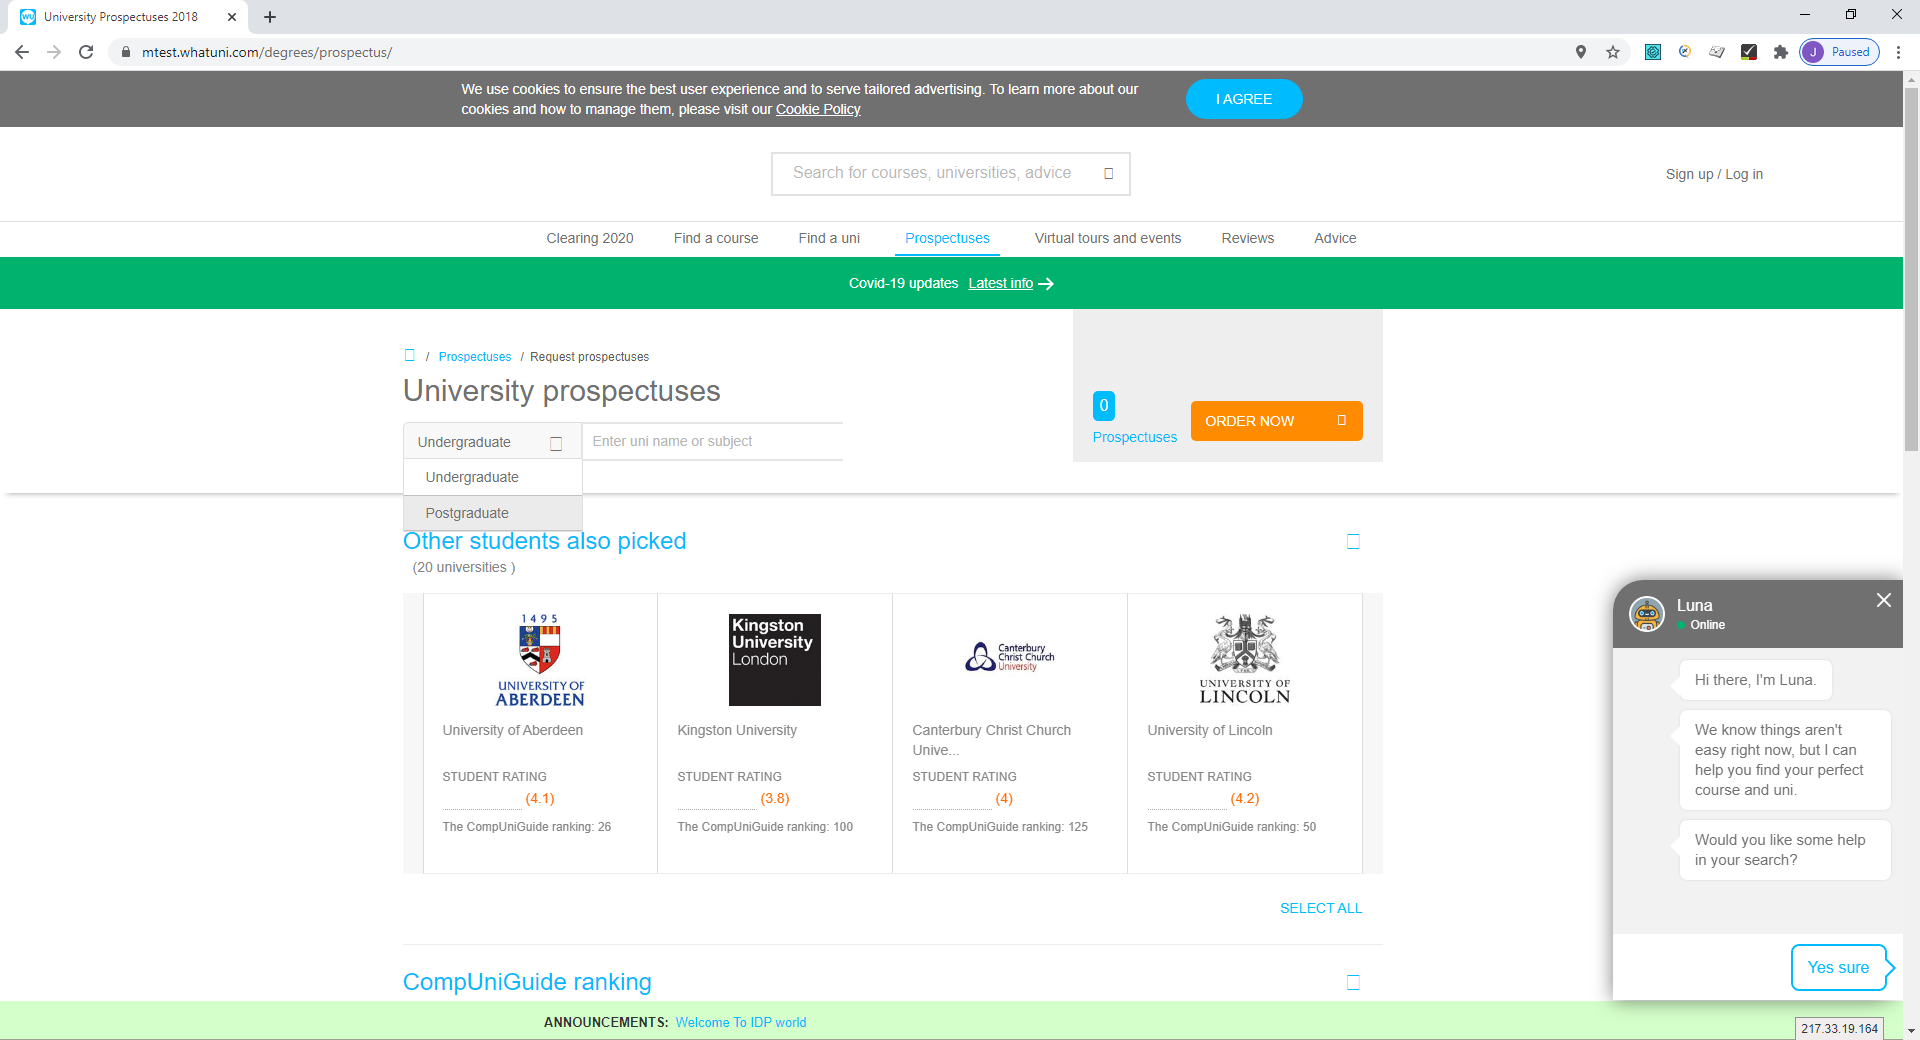 University Prospectuses 2018
mtest.whatuni.com/degrees/prospectus/
J Paused
We use cookies to ensure the best user experience and to serve tailored advertising. To learn more about our
cookies and how to manage them, please visit our Cookie Policy
I AGREE
Search for courses, universities, advice
Sign up / Log in
Clearing 2020 Find a course Find a uni Prospectuses Virtual tours and events Reviews Advice
Covid-19 updates Latest info
/ Prospectuses / Request prospectuses
University prospectuses
0
Prospectuses
ORDER NOW
Undergraduate
Enter uni name or subject
Undergraduate
Postgraduate
Other students also picked
(20 universities )
1495
UNIVERSITY OF
ABERDEEN
Kingston
University
London
Canterbury
Christ Church
University
UNIVERSITY OF
LINCOLN
University of Aberdeen
Kingston University
Canterbury Christ Church
Unive...
University of Lincoln
STUDENT RATING STUDENT RATING STUDENT RATING STUDENT RATING
(4.1) (3.8) (4) (4.2)
The CompUniGuide ranking: 26 The CompUniGuide ranking: 100 The CompUniGuide ranking: 125 The CompUniGuide ranking: 50
SELECT ALL
CompUniGuide ranking
Luna
Online
Hi there, I'm Luna.
We know things aren't
easy right now, but I can
help you find your perfect
course and uni.
Would you like some help
in your search?
Yes sure
ANNOUNCEMENTS: Welcome To IDP world
217.33.19.164